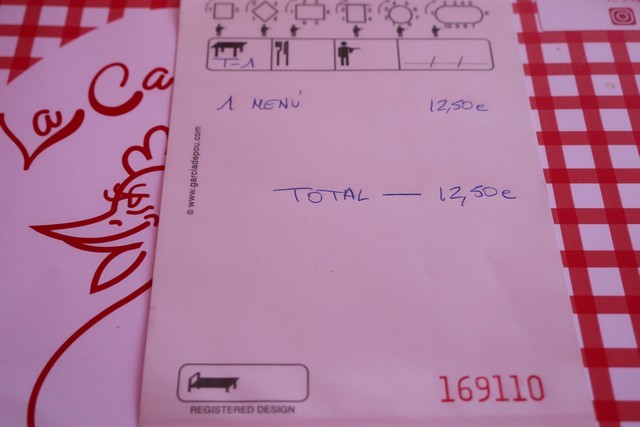 La Ca
T-1
/ / /
1 MENÚ 12,50€
© www.garciadepou.com
TOTAL — 12,50€
REGISTERED DESIGN
169110